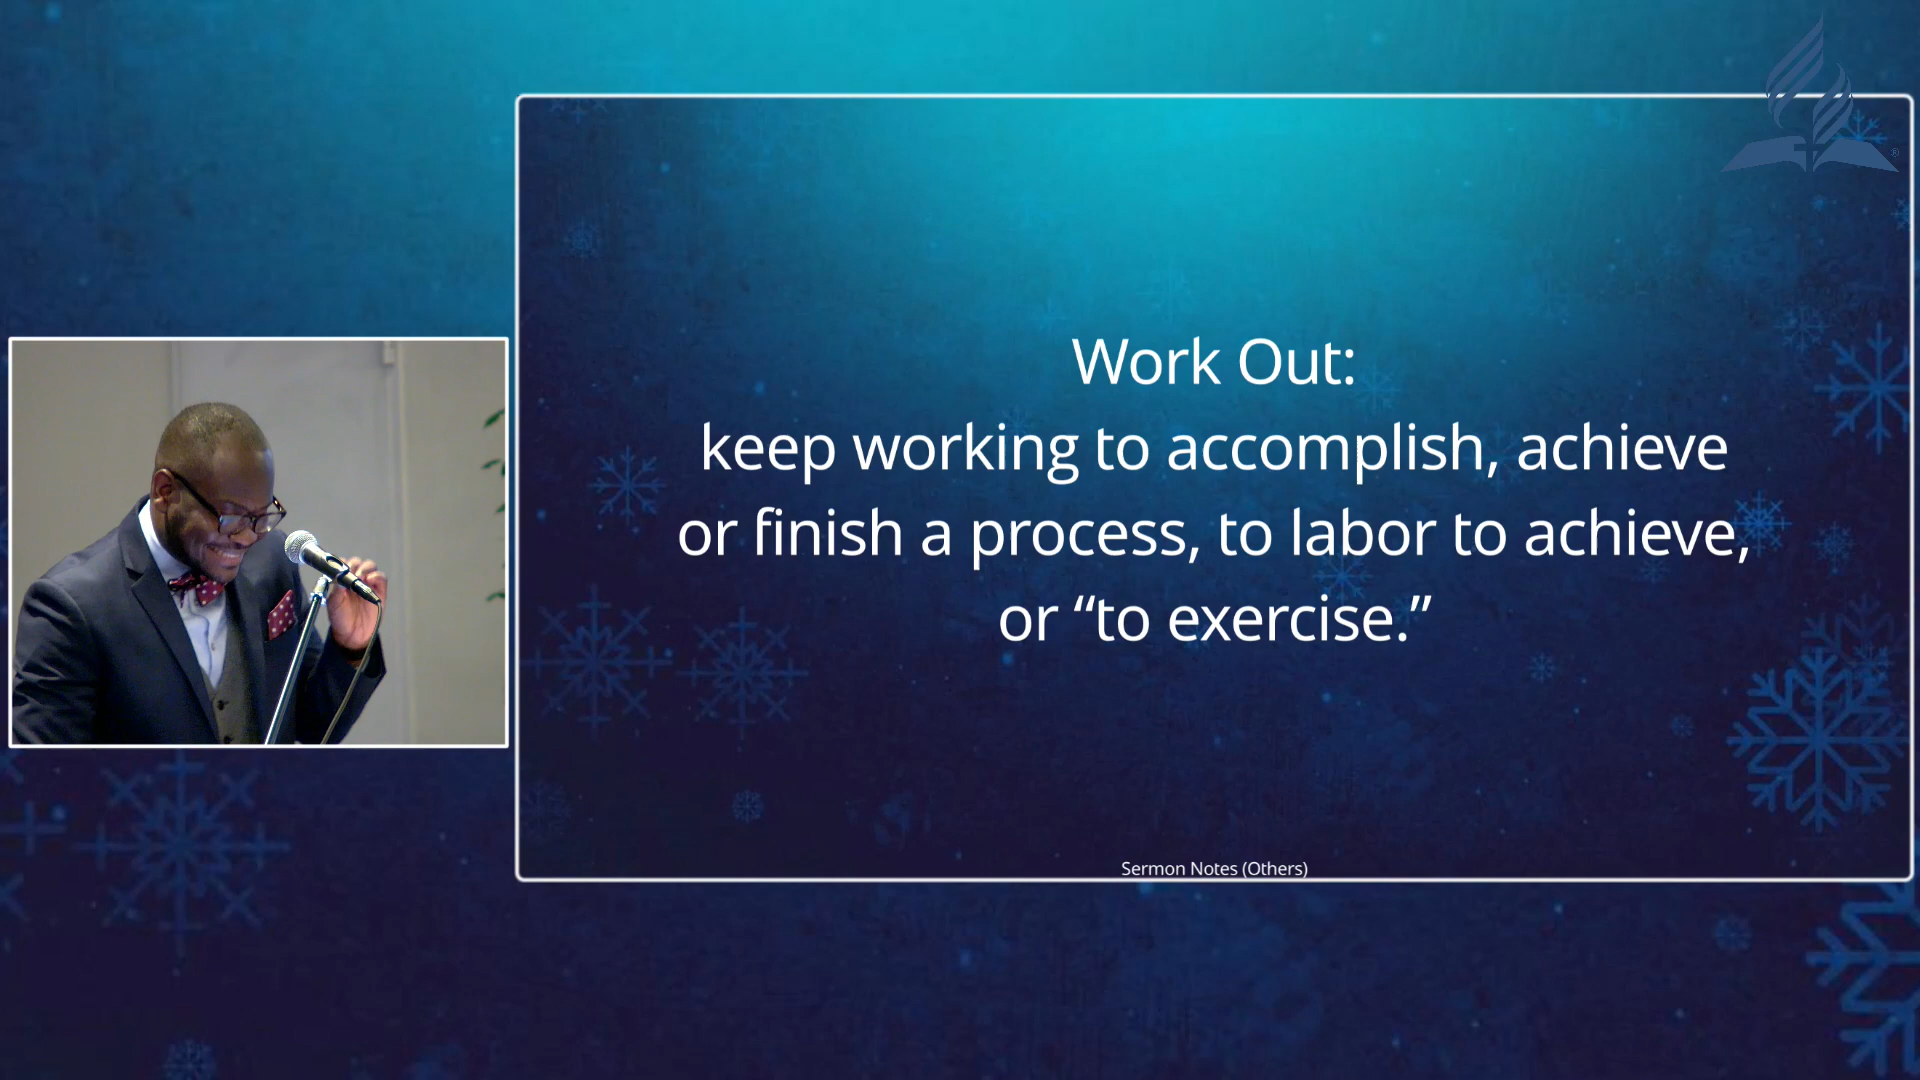 Work Out:
keep working to accomplish, achieve
or finish a process, to labor to achieve,
or “to exercise.”
Sermon Notes (Others)
®